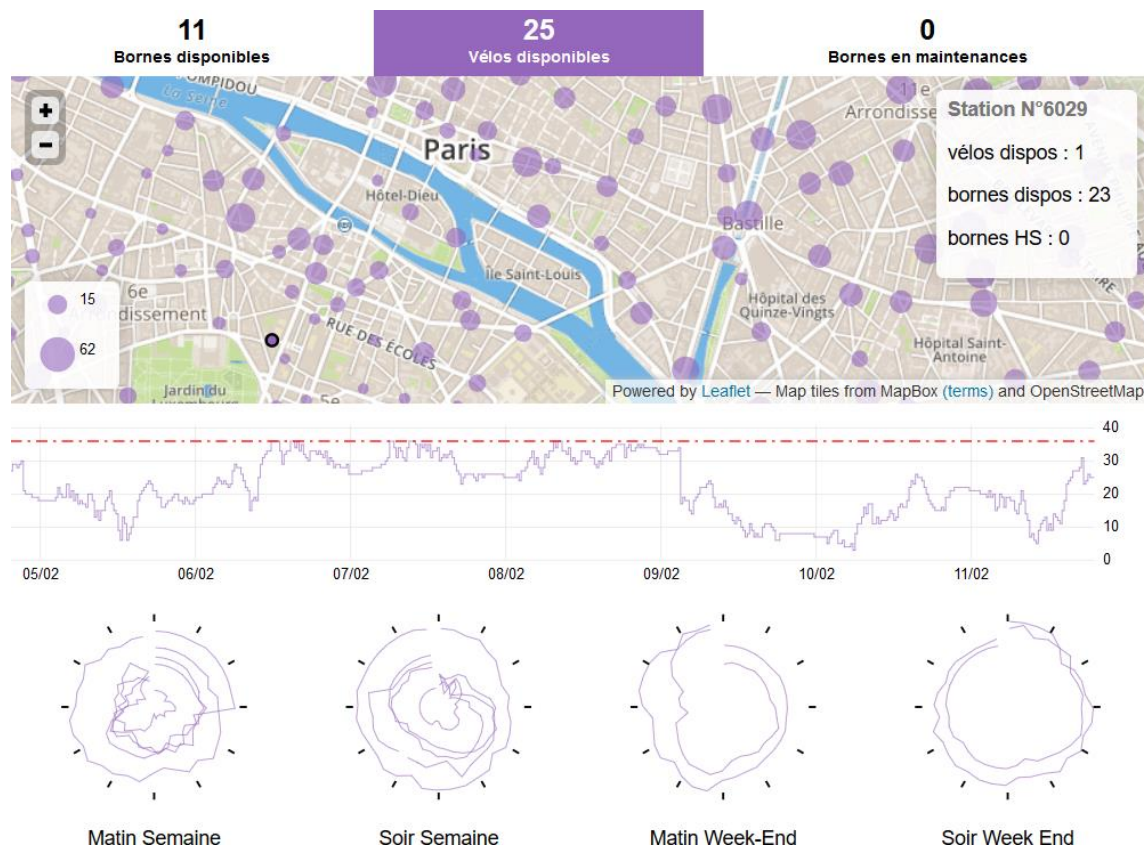 11
Bornes disponibles
25
Vélos disponibles
0
Bornes en maintenances
POMPIDOU
La Seine
+
−
Paris
11e
Arrondisse
Station N°6029
vélos dispos : 1
bornes dispos : 23
bornes HS : 0
Hôtel-Dieu
Bastille
Île Saint-Louis
15
62
6e
Arrondissement
Hôpital des
Quinze-Vingts
RUE DES ÉCOLES
Hôpital Saint-
Antoine
Jardin du
Luxembourg
5e
Powered by Leaflet — Map tiles from MapBox (terms) and OpenStreetMap
40
30
20
10
0
05/02
06/02
07/02
08/02
09/02
10/02
11/02
Matin Semaine
Soir Semaine
Matin Week-End
Soir Week End